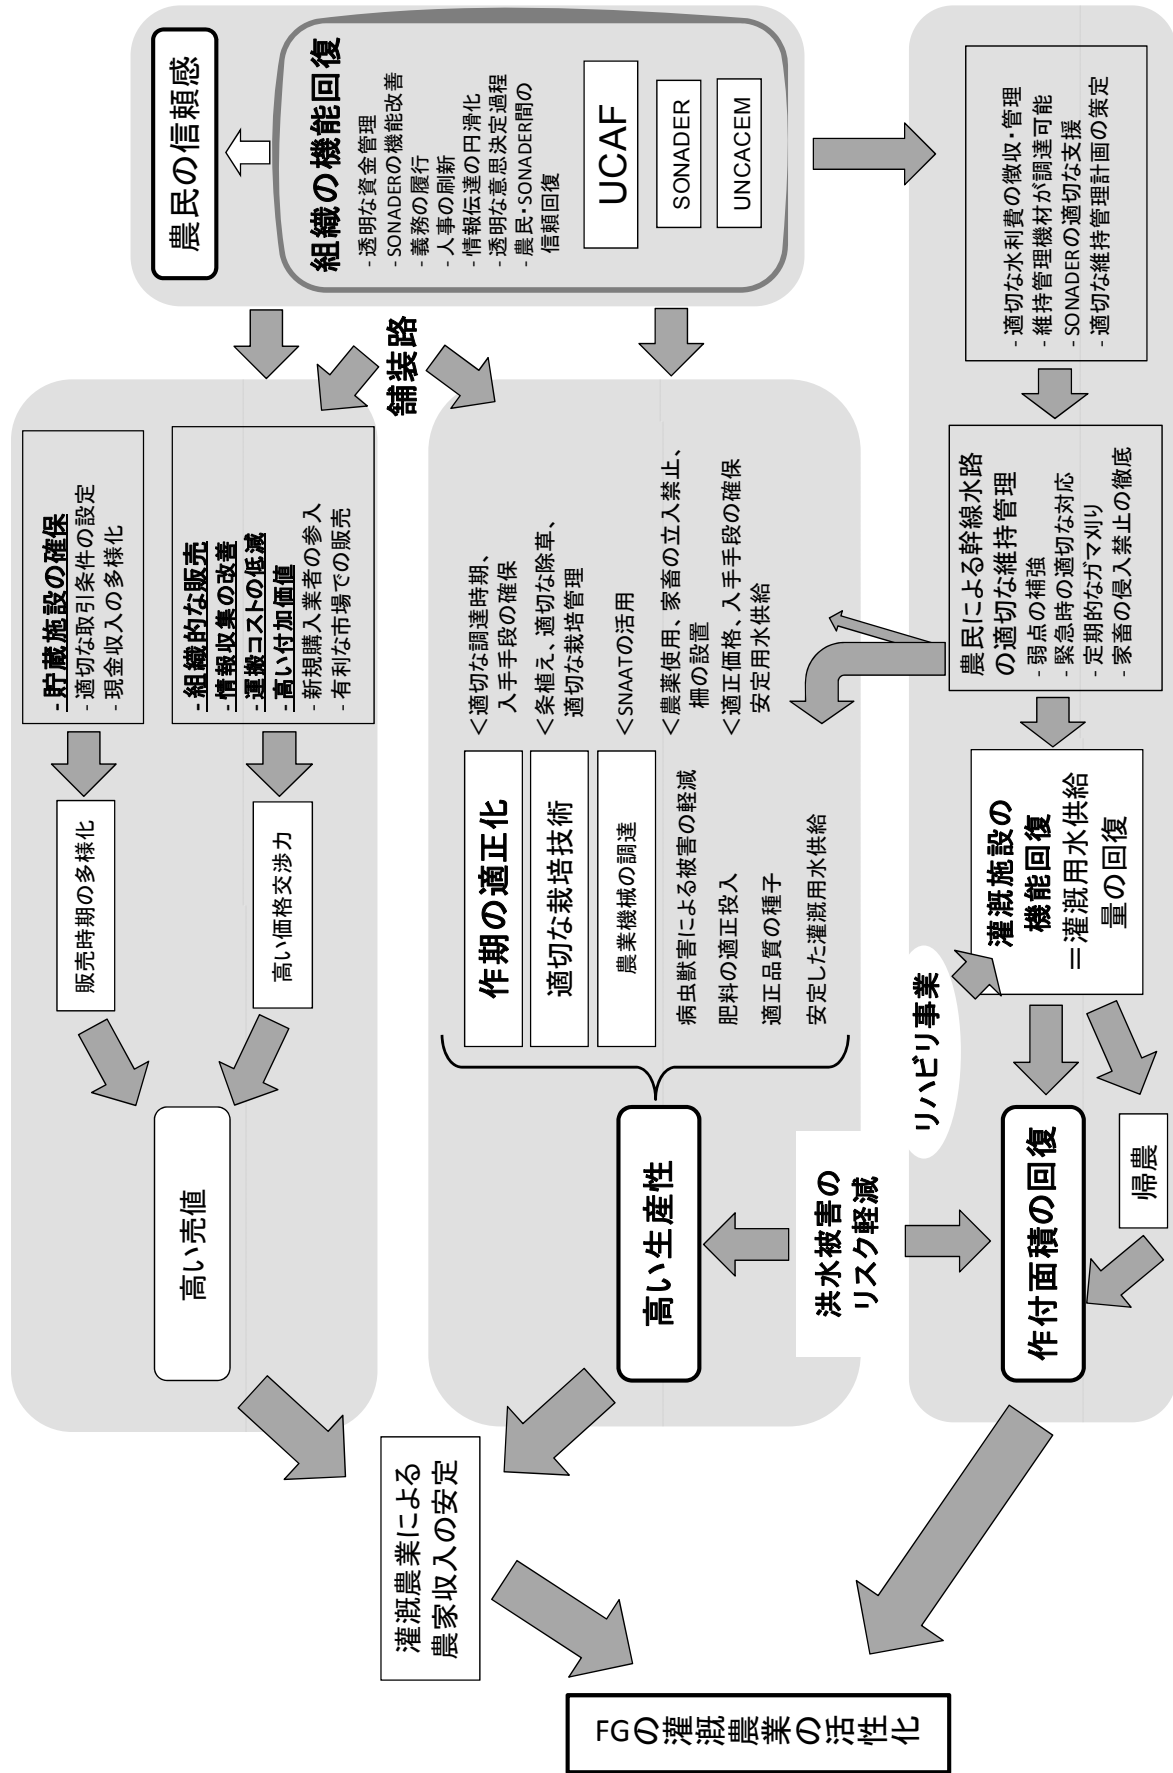 FGの灌漑農業の活性化
灌漑農業による
農家収入の安定
高い売値
販売時期の多様化
高い価格交渉力
- 貯蔵施設の確保
- 適切な取引条件の設定
- 現金収入の多様化
- 組織的な販売
- 情報収集の改善
- 運搬コストの低減
- 高い付加価値
- 新規購入業者の参入
- 有利な市場での販売
高い生産性
作期の適正化
適切な栽培技術
農業機械の調達
病虫獣害による被害の軽減
肥料の適正投入
適正品質の種子
安定した灌漑用水供給
<適切な調達時期、
入手手段の確保
<条植え、適切な除草、
適切な栽培管理
<SNAATの活用
<農薬使用、家畜の立入禁止、
柵の設置
<適正価格、入手手段の確保
安定用水供給
舗装路
農民の信頼感
組織の機能回復
- 透明な資金管理
- SONADERの機能改善
- 義務の履行
- 人事の刷新
- 情報伝達の円滑化
- 透明な意思決定過程
- 農民・SONADER間の
信頼回復
UCAF
SONADER
UNCACEM
洪水被害の
リスク軽減
リハビリ事業
作付面積の回復
帰農
灌漑施設の
機能回復
=灌漑用水供給
量の回復
農民による幹線水路
の適切な維持管理
- 弱点の補強
- 緊急時の適切な対応
- 定期的なガマ刈り
- 家畜の侵入禁止の徹底
- 適切な水利費の徴収・管理
- 維持管理機材が調達可能
- SONADERの適切な支援
- 適切な維持管理計画の策定